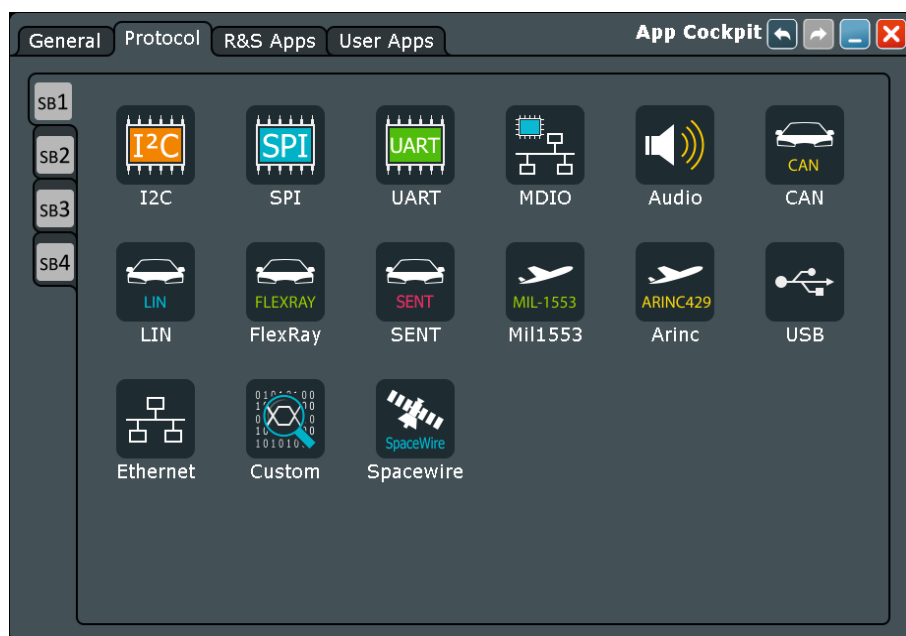 General Protocol R&S Apps User Apps App Cockpit
SB1
SB2
SB3
SB4
I²C SPI UART CAN
I2C SPI UART MDIO Audio CAN
LIN FLEXRAY SENT MIL-1553 ARINC429
LIN FlexRay SENT Mil1553 Arinc USB
SpaceWire
Ethernet Custom Spacewire